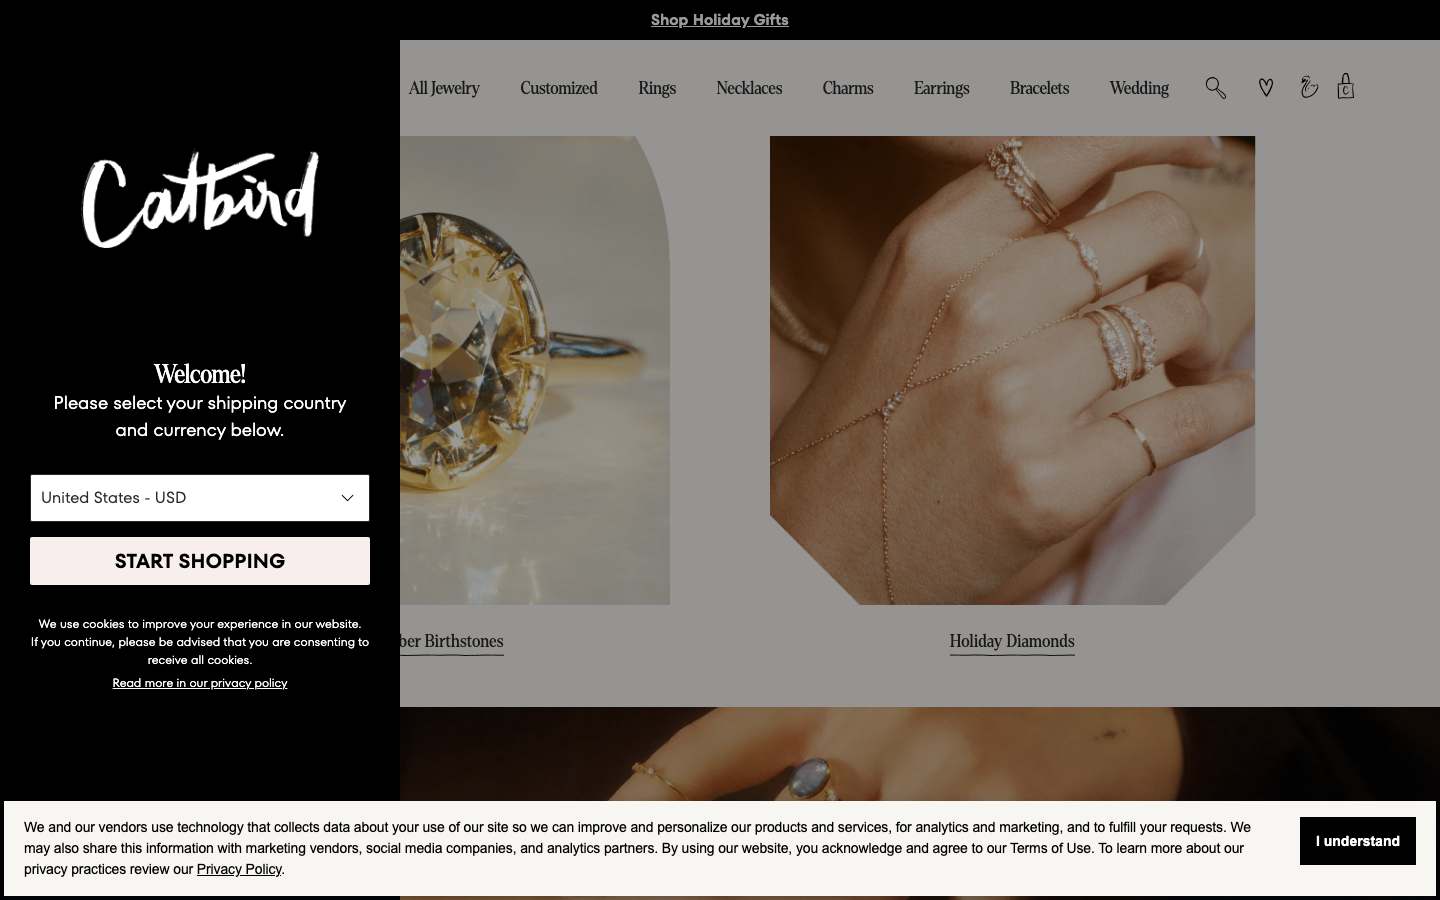 Shop Holiday Gifts
All Jewelry Customized Rings Necklaces Charms Earrings Bracelets Wedding
C
Catbird
Welcome!
Please select your shipping country
and currency below.
United States - USD
START SHOPPING
We use cookies to improve your experience in our website.
If you continue, please be advised that you are consenting to
receive all cookies.
Read more in our privacy policy
ber Birthstones
Holiday Diamonds
We and our vendors use technology that collects data about your use of our site so we can improve and personalize our products and services, for analytics and marketing, and to fulfill your requests. We
may also share this information with marketing vendors, social media companies, and analytics partners. By using our website, you acknowledge and agree to our Terms of Use. To learn more about our
privacy practices review our Privacy Policy.
I understand